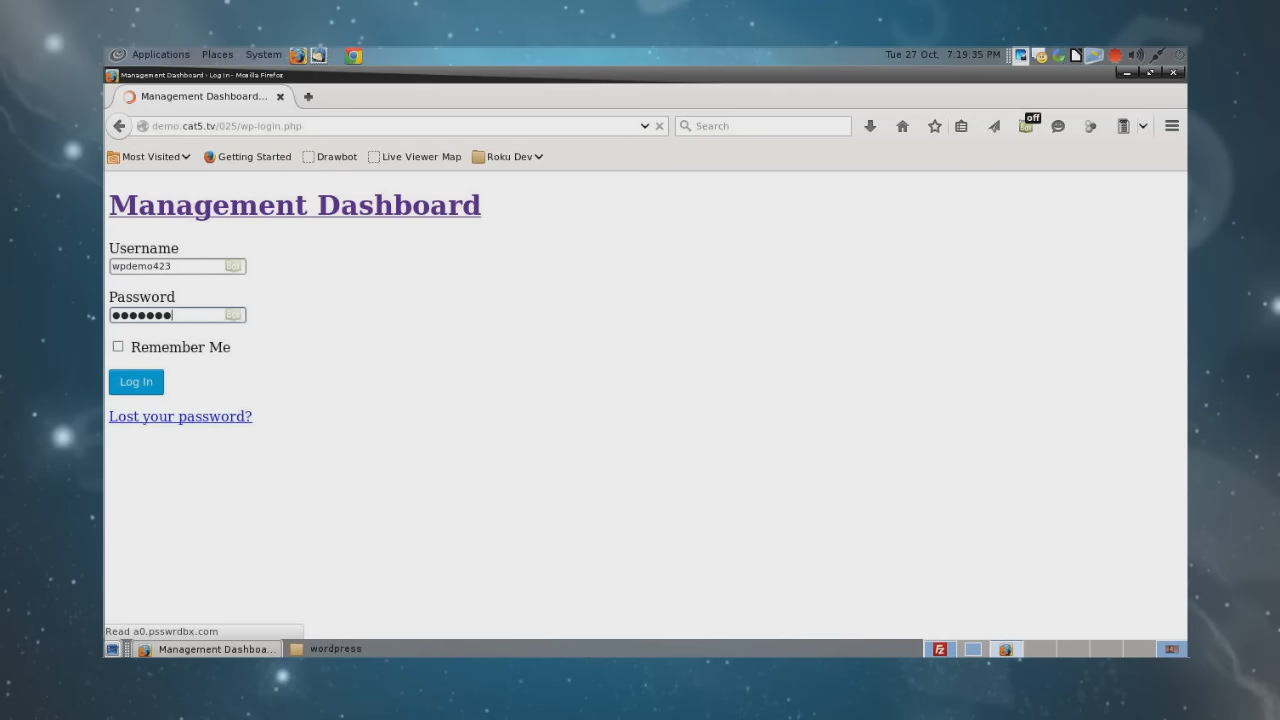 Applications Places System
Tue 27 Oct, 7:19:35 PM
Management Dashboard › Log In - Mozilla Firefox
Management Dashboard...
demo.cat5.tv/025/wp-login.php
Search
off
Most Visited
Getting Started
Drawbot
Live Viewer Map
Roku Dev
Management Dashboard
Username
wpdemo423
Password
●●●●●●●
Remember Me
Log In
Lost your password?
Read a0.psswrdbx.com
Management Dashboa...
wordpress